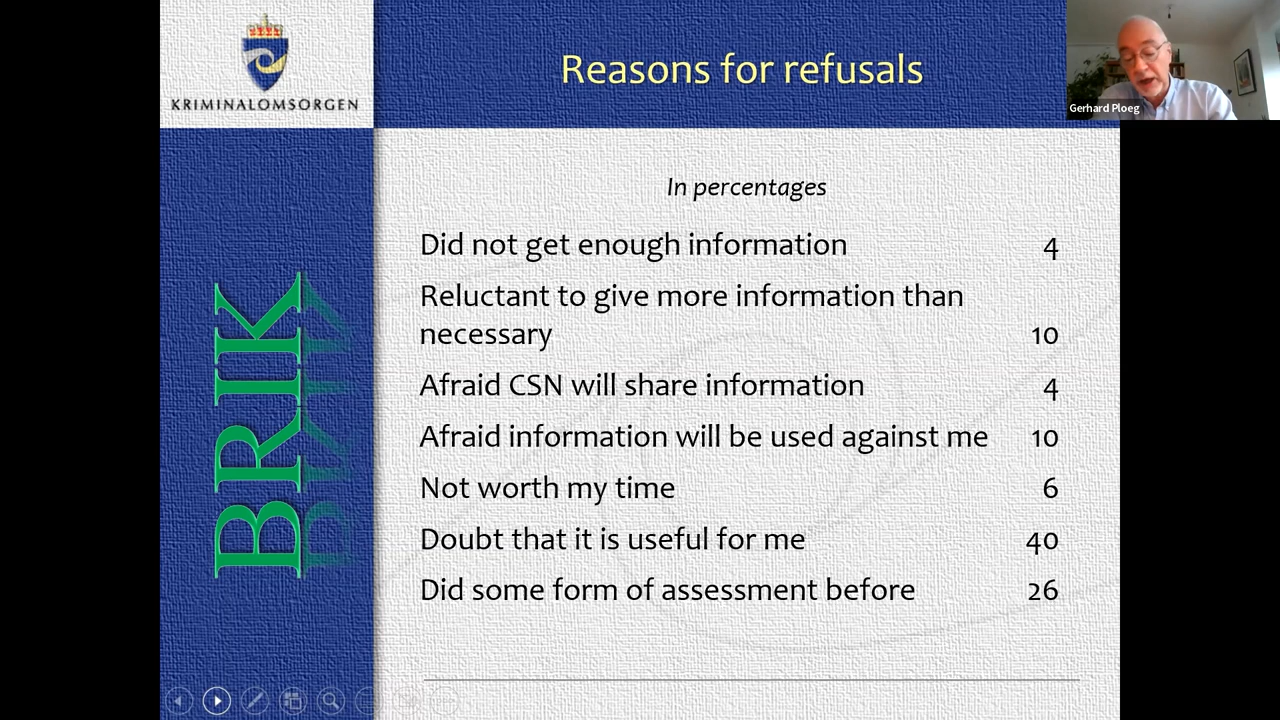 KRIMINALOMSORGEN
Reasons for refusals
Gerhard Ploeg
BRIK
In percentages
Did not get enough information 4
Reluctant to give more information than
necessary 10
Afraid CSN will share information 4
Afraid information will be used against me 10
Not worth my time 6
Doubt that it is useful for me 40
Did some form of assessment before 26